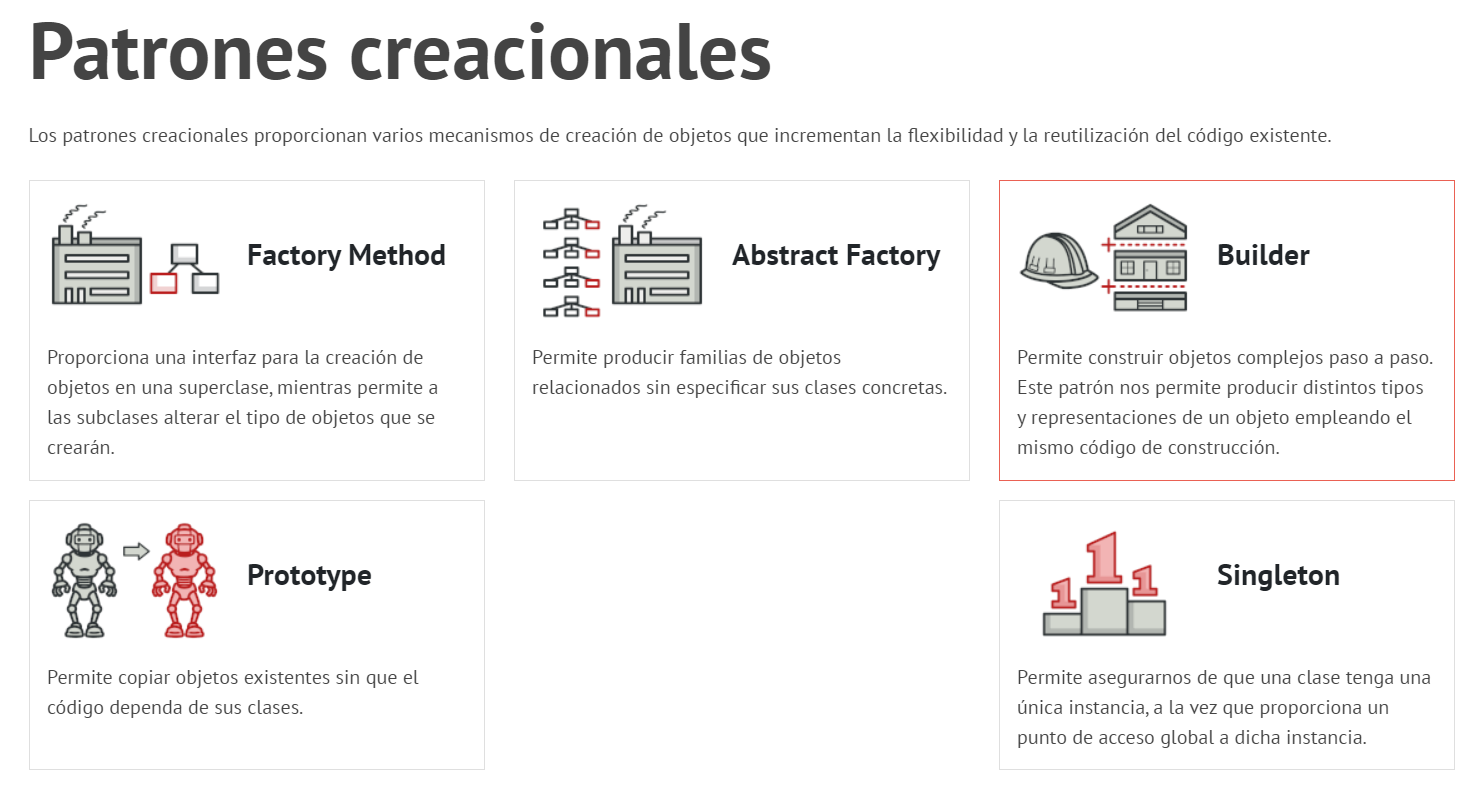 Patrones creacionales
Los patrones creacionales proporcionan varios mecanismos de creación de objetos que incrementan la flexibilidad y la reutilización del código existente.
Factory Method
Proporciona una interfaz para la creación de
objetos en una superclase, mientras permite a
las subclases alterar el tipo de objetos que se
crearán.
Abstract Factory
Permite producir familias de objetos
relacionados sin especificar sus clases concretas.
Builder
Permite construir objetos complejos paso a paso.
Este patrón nos permite producir distintos tipos
y representaciones de un objeto empleando el
mismo código de construcción.
Prototype
Permite copiar objetos existentes sin que el
código dependa de sus clases.
1
1
1
Singleton
Permite asegurarnos de que una clase tenga una
única instancia, a la vez que proporciona un
punto de acceso global a dicha instancia.